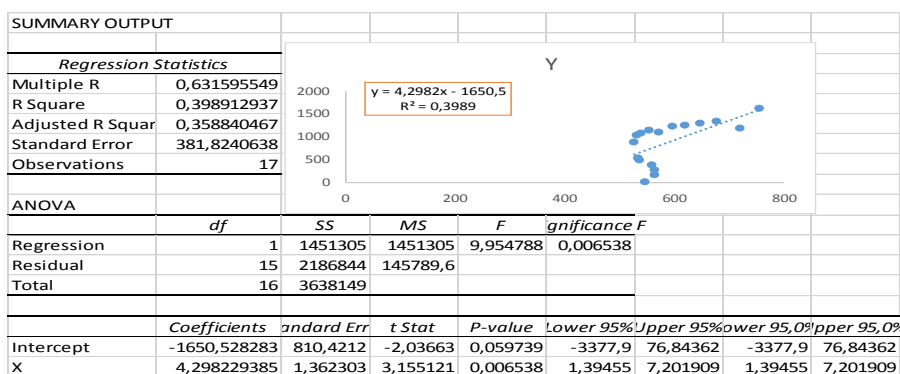 SUMMARY OUTPUT
Regression Statistics
Multiple R 0,631595549
R Square 0,398912937
Adjusted R Squar 0,358840467
Standard Error 381,8240638
Observations 17
Y
y = 4,2982x - 1650,5
R² = 0,3989
2000
1500
1000
500
0
0 200 400 600 800
ANOVA
df SS MS F gnificance F
Regression 1 1451305 1451305 9,954788 0,006538
Residual 15 2186844 145789,6
Total 16 3638149
Coefficients andard Err t Stat P-value Lower 95% Upper 95% ower 95,0% pper 95,0%
Intercept -1650,528283 810,4212 -2,03663 0,059739 -3377,9 76,84362 -3377,9 76,84362
X 4,298229385 1,362303 3,155121 0,006538 1,39455 7,201909 1,39455 7,201909